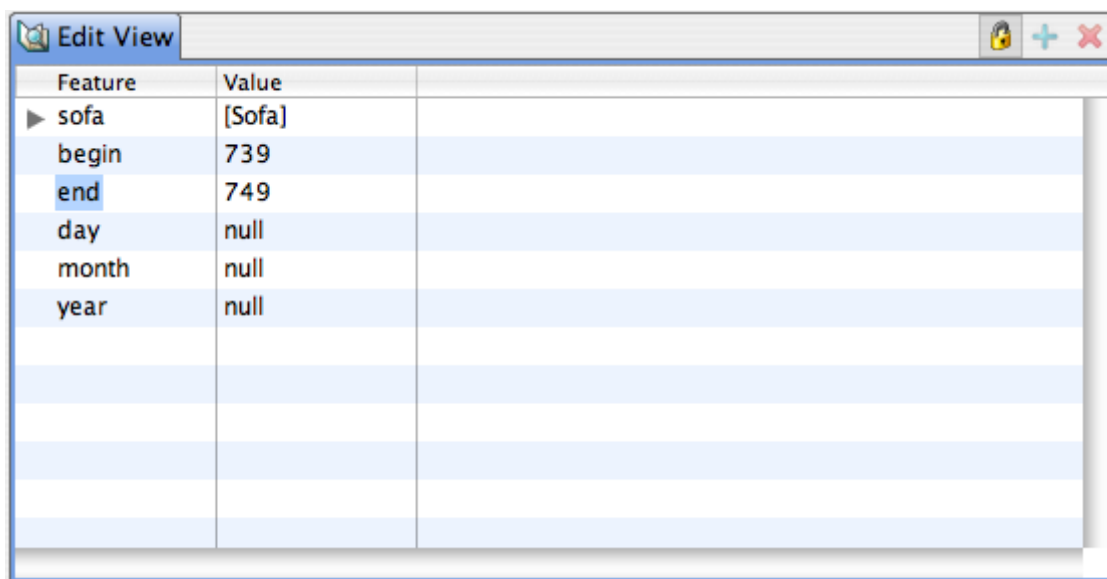 Edit View
Feature Value
sofa [Sofa]
begin 739
end 749
day null
month null
year null